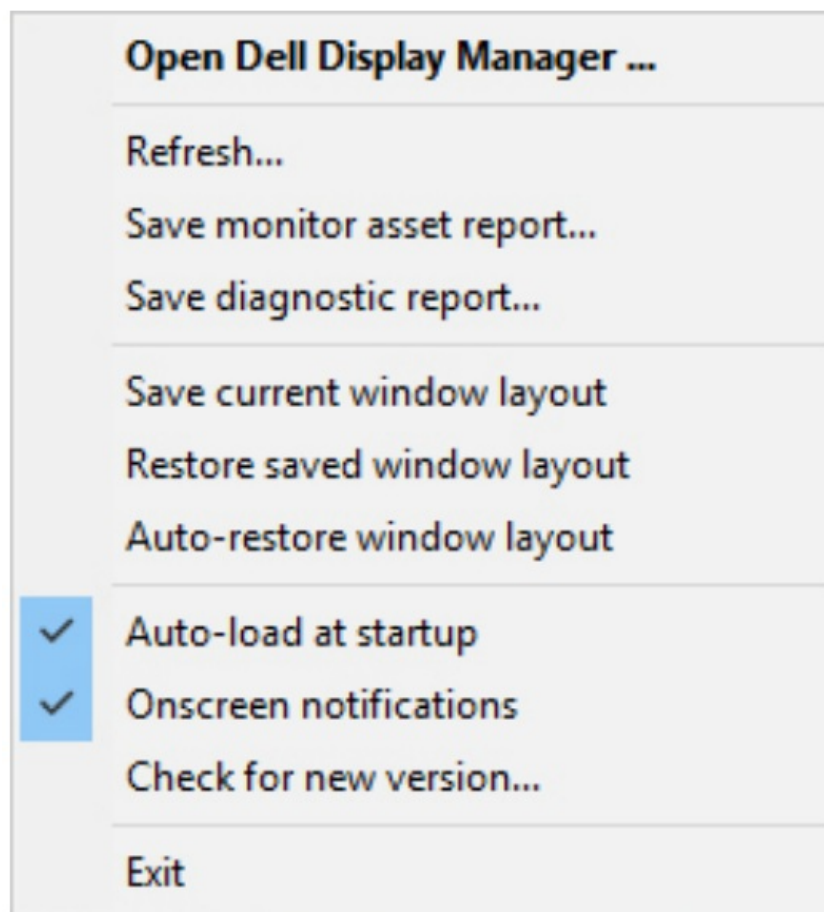 Open Dell Display Manager ...
Refresh...
Save monitor asset report...
Save diagnostic report...
Save current window layout
Restore saved window layout
Auto-restore window layout
Auto-load at startup
Onscreen notifications
Check for new version...
Exit